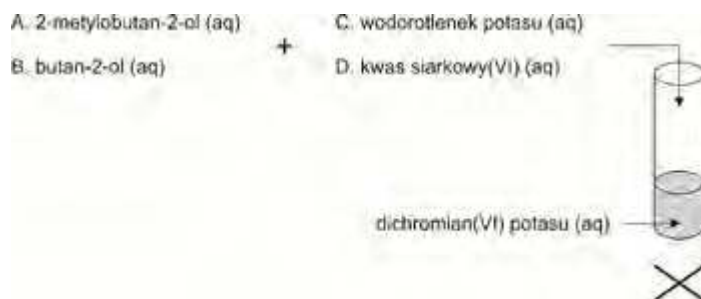 A. 2-metylobutan-2-ol (aq)
B. butan-2-ol (aq)
+
C. wodorotlenek potasu (aq)
D. kwas siarkowy(VI) (aq)
dichromian(VI) potasu (aq)